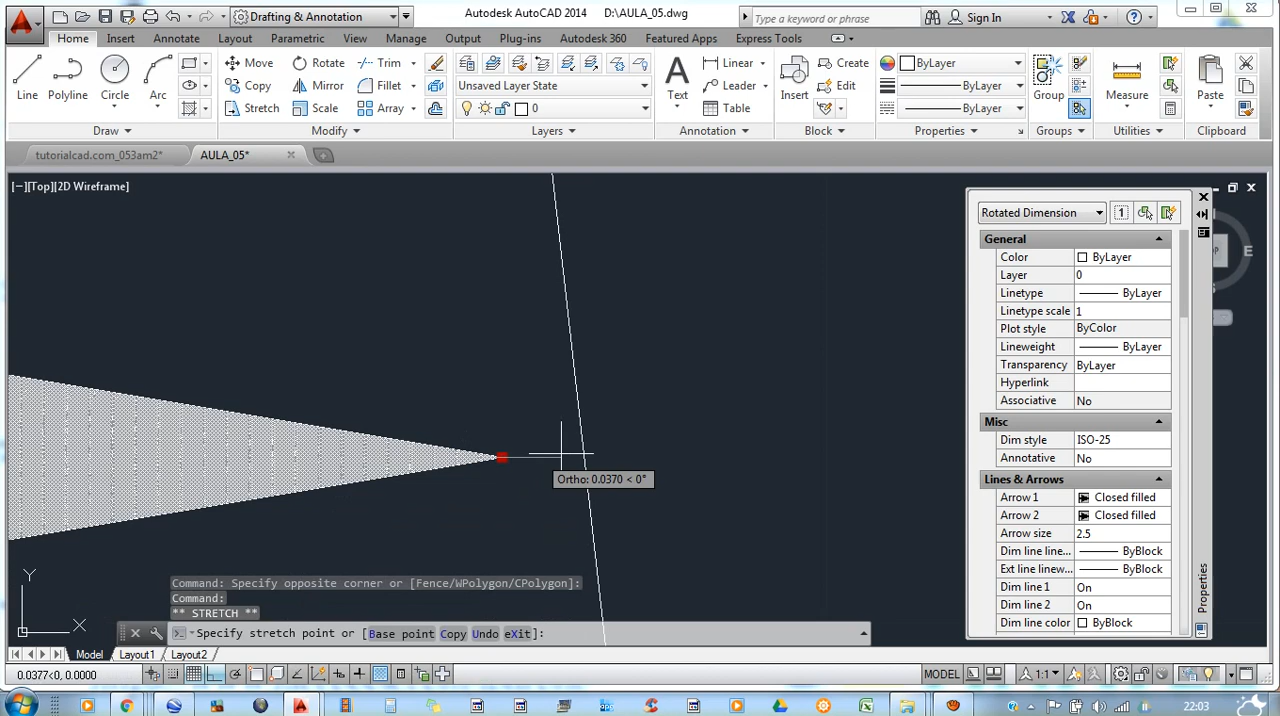 Drafting & Annotation
Autodesk AutoCAD 2014 D:\AULA_05.dwg
Type a keyword or phrase
Sign In
Home Insert Annotate Layout Parametric View Manage Output Plugins Autodesk 360 Featured Apps Express Tools
Line Polyline Circle Arc
Move Rotate Trim
Copy Mirror Fillet
Stretch Scale Array
Unsaved Layer State
0
Text
Linear
Leader
Table
Insert
Create
Edit
ByLayer
ByLayer
ByLayer
Group
Measure
Paste
Draw Modify Layers Annotation Block Properties Groups Utilities Clipboard
tutorialcad.com_053am2* AULA_05*
[−][Top][2D Wireframe]
Rotated Dimension
General
Color ByLayer
Layer 0
Linetype ByLayer
Linetype scale 1
Plot style ByColor
Lineweight ByLayer
Transparency ByLayer
Hyperlink
Associative No
Misc
Dim style ISO-25
Annotative No
Lines & Arrows
Arrow 1 Closed filled
Arrow 2 Closed filled
Arrow size 2.5
Dim line line... ByBlock
Ext line linew... ByBlock
Dim line 1 On
Dim line 2 On
Dim line color ByBlock
Properties
E
Ortho: 0.0370 < 0°
Y
X
Command: Specify opposite corner or [Fence/WPolygon/CPolygon]:
Command:
** STRETCH **
Specify stretch point or [Base point Copy Undo eXit]:
Model Layout1 Layout2
0.0377<0, 0.0000
MODEL
1:1
22:03